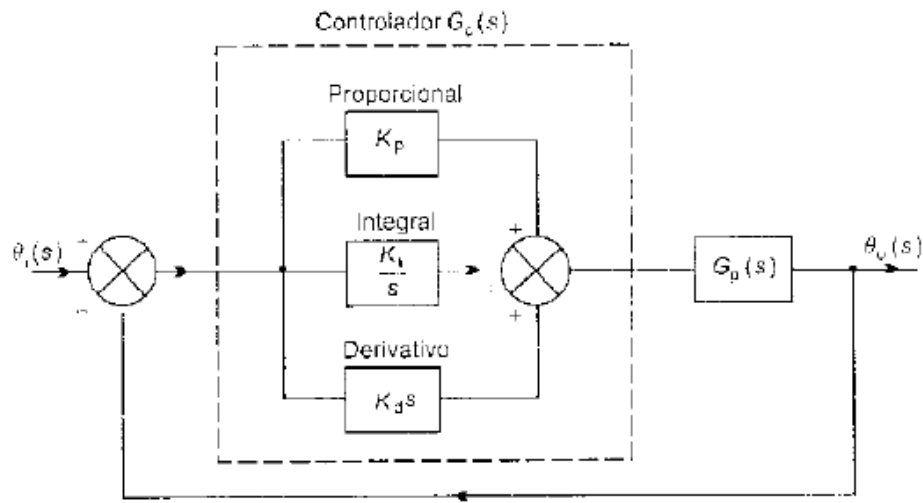 Controlador G_c(s)
Proporcional
K_p
Integral
K_i
s
Derivativo
K_d s
θ_i(s)
+
−
+
+
G_p(s)
θ_o(s)